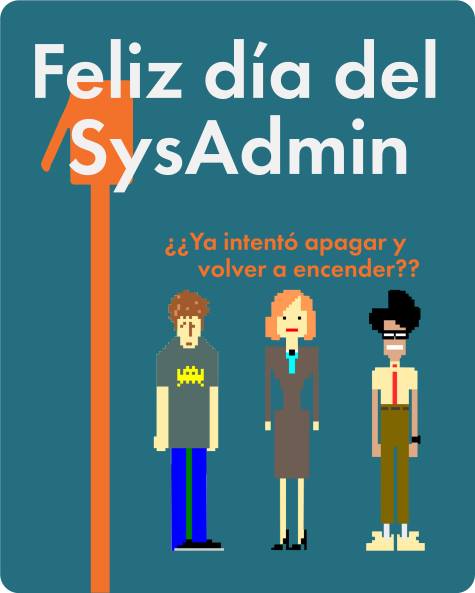 Feliz día del
SysAdmin
¿¿Ya intentó apagar y
volver a encender??